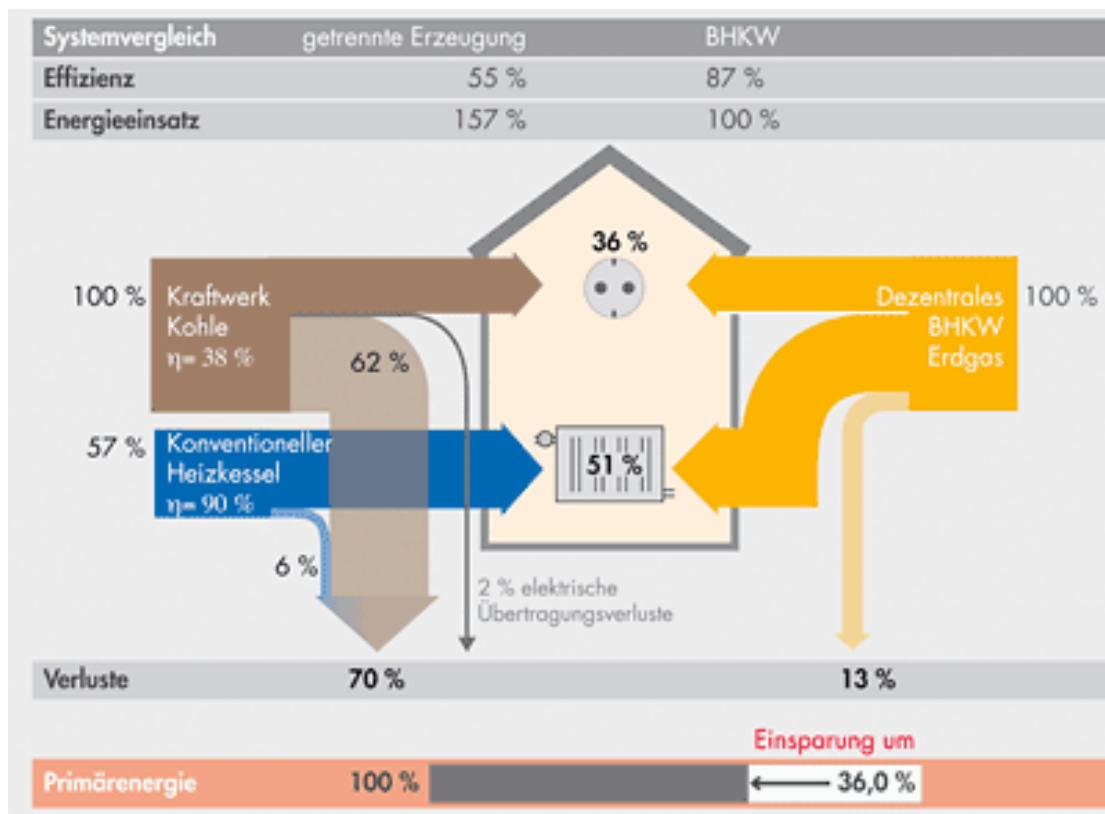 Systemvergleich getrennte Erzeugung BHKW
Effizienz 55 % 87 %
Energieeinsatz 157 % 100 %
36 %
100 % Kraftwerk
Kohle
η= 38 %
62 %
Dezentrales 100 %
BHKW
Erdgas
57 % Konventioneller
Heizkessel
η= 90 %
51 %
6 %
2 % elektrische
Übertragungsverluste
Verluste 70 % 13 %
Einsparung um
Primärenergie 100 % 36,0 %